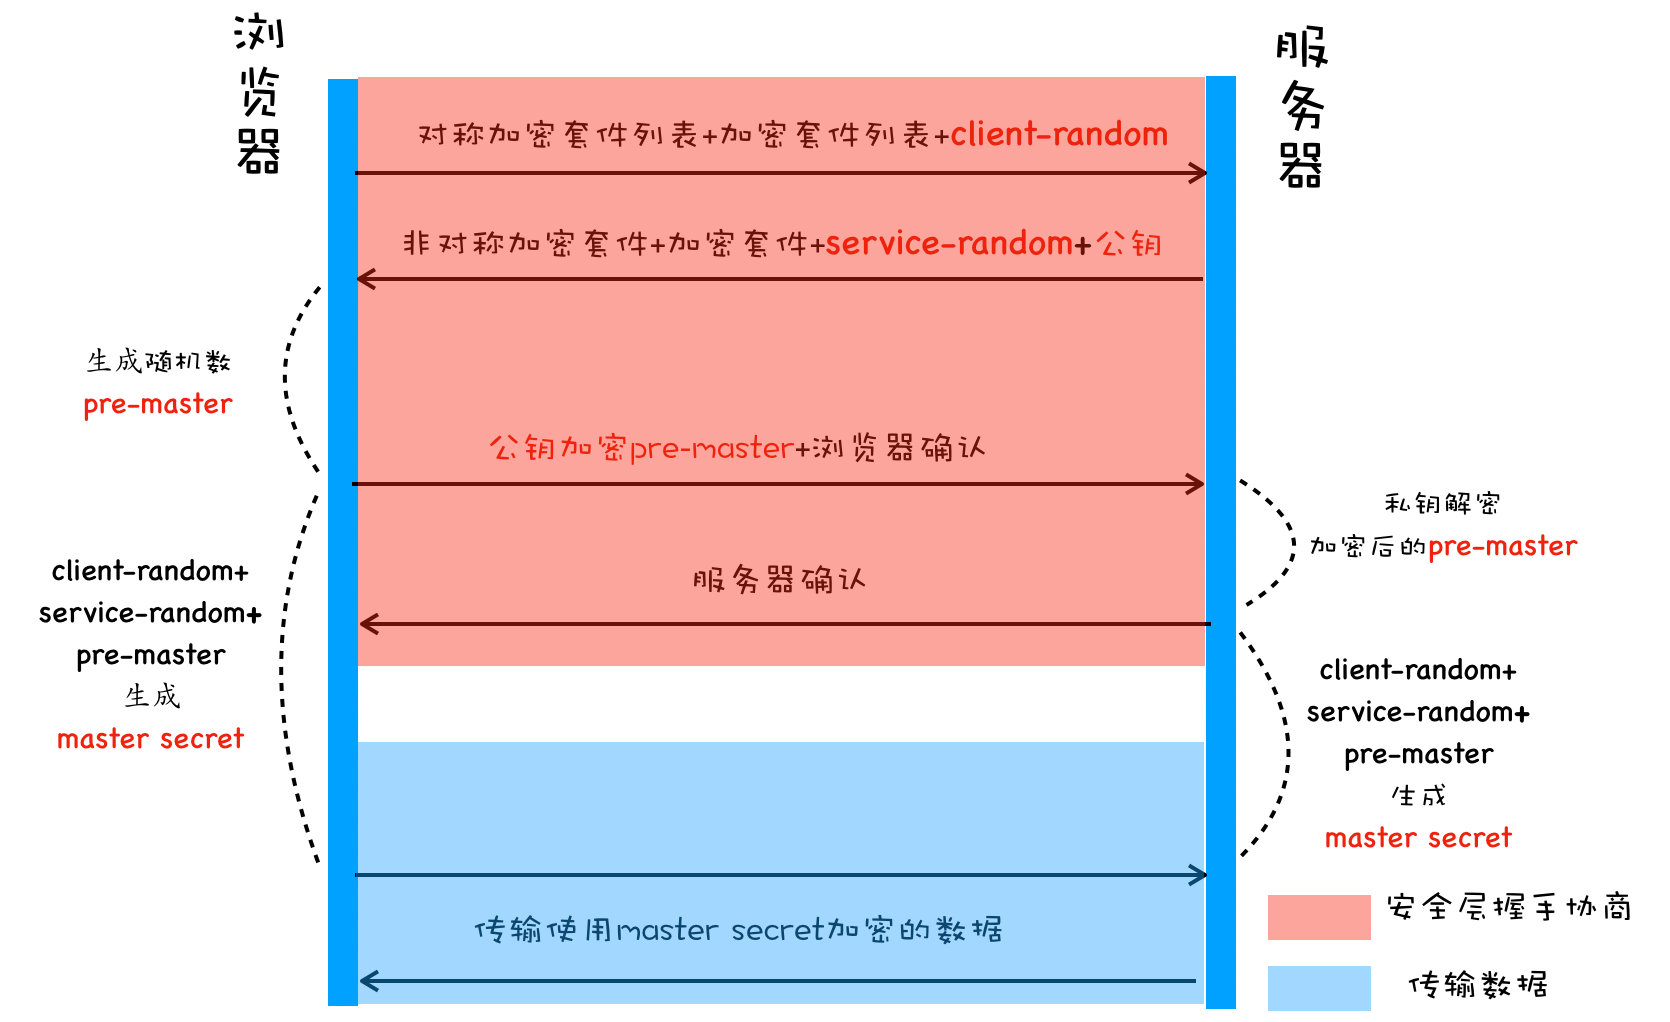 浏览器
服务器
对称加密套件列表+加密套件列表+client-random
非对称加密套件+加密套件+service-random+公钥
生成随机数
pre-master
公钥加密pre-master+浏览器确认
私钥解密
加密后的pre-master
服务器确认
client-random+
service-random+
pre-master
生成
master secret
client-random+
service-random+
pre-master
生成
master secret
传输使用master secret加密的数据
安全层握手协商
传输数据